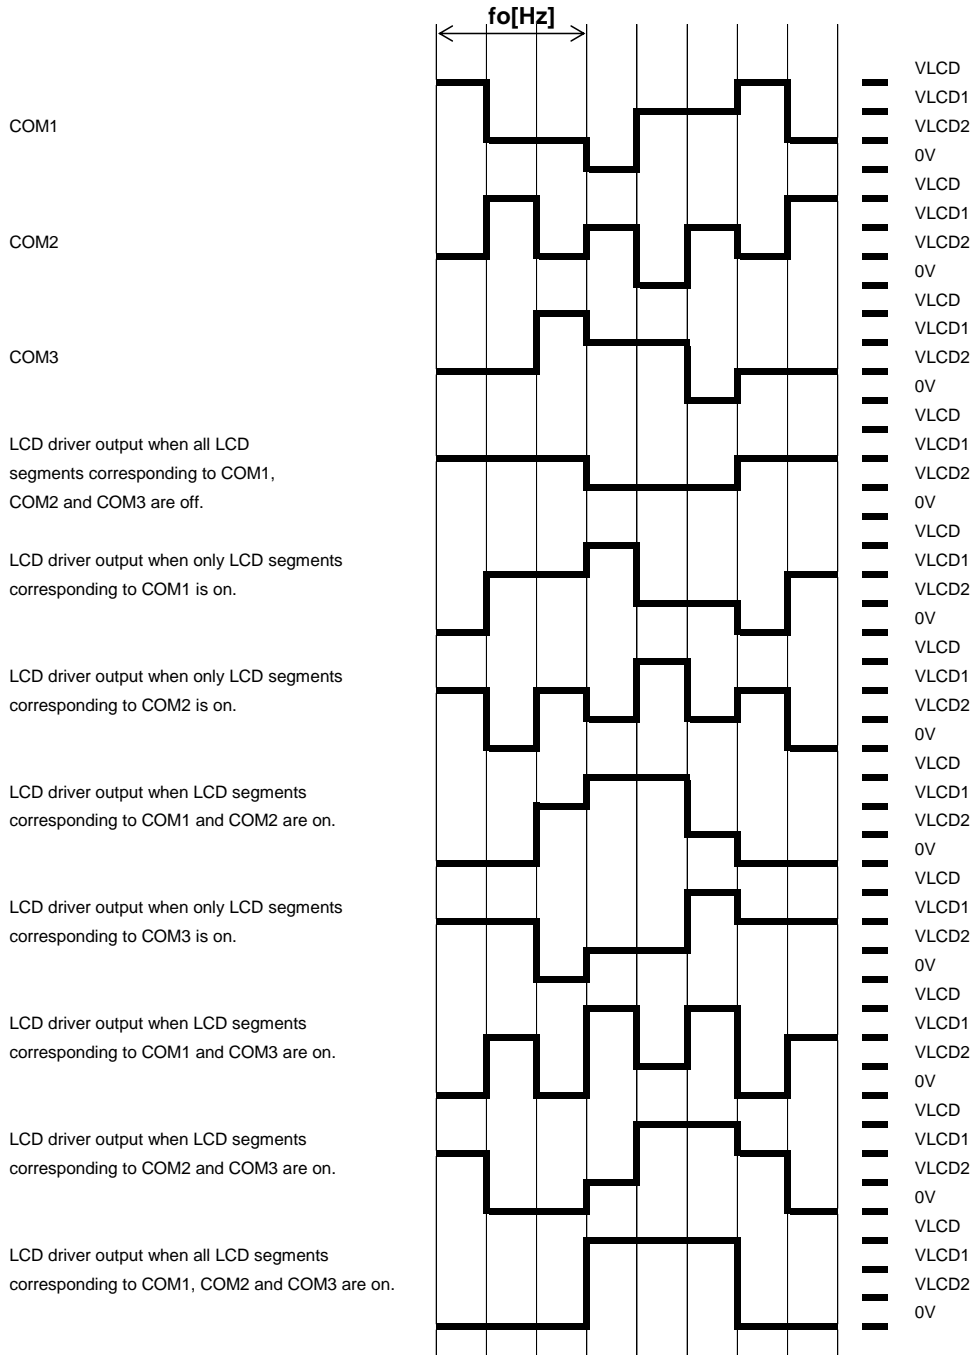 fo[Hz]
VLCD
VLCD1
COM1
VLCD2
0V
VLCD
VLCD1
COM2
VLCD2
0V
VLCD
VLCD1
COM3
VLCD2
0V
VLCD
LCD driver output when all LCD
VLCD1
segments corresponding to COM1,
VLCD2
COM2 and COM3 are off.
0V
VLCD
LCD driver output when only LCD segments
VLCD1
corresponding to COM1 is on.
VLCD2
0V
VLCD
LCD driver output when only LCD segments
VLCD1
corresponding to COM2 is on.
VLCD2
0V
VLCD
LCD driver output when LCD segments
VLCD1
corresponding to COM1 and COM2 are on.
VLCD2
0V
VLCD
LCD driver output when only LCD segments
VLCD1
corresponding to COM3 is on.
VLCD2
0V
VLCD
LCD driver output when LCD segments
VLCD1
corresponding to COM1 and COM3 are on.
VLCD2
0V
VLCD
LCD driver output when LCD segments
VLCD1
corresponding to COM2 and COM3 are on.
VLCD2
0V
VLCD
LCD driver output when all LCD segments
VLCD1
corresponding to COM1, COM2 and COM3 are on.
VLCD2
0V